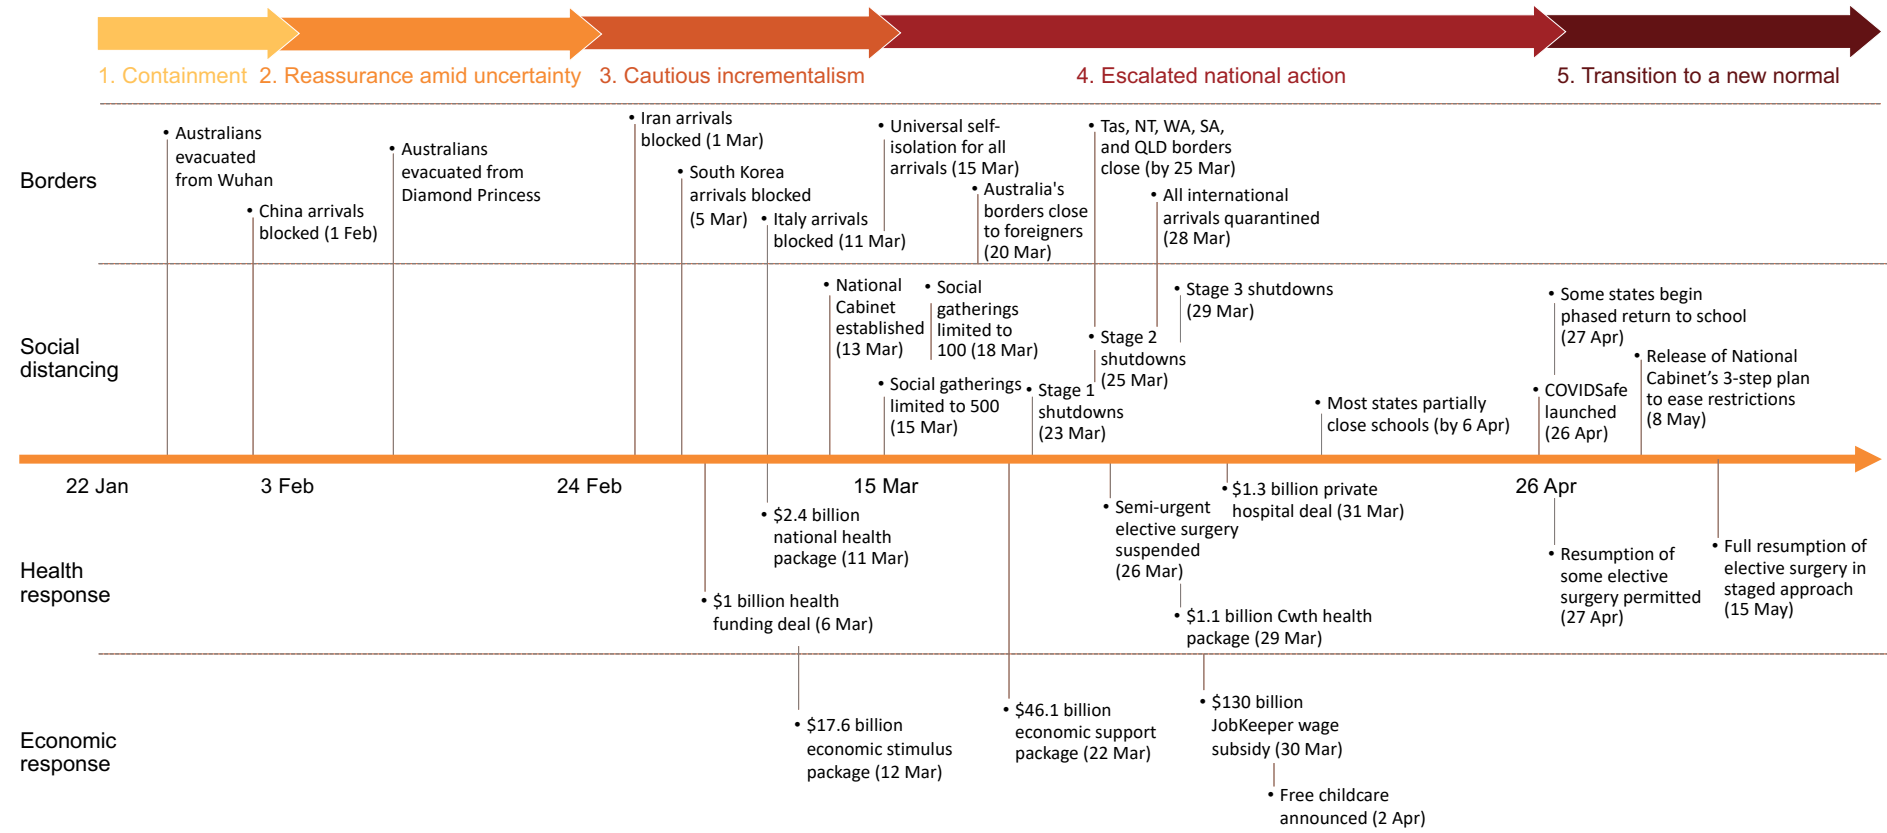 1. Containment
2. Reassurance amid uncertainty
3. Cautious incrementalism
4. Escalated national action
5. Transition to a new normal
Borders
• Australians
evacuated
from Wuhan
• China arrivals
blocked (1 Feb)
• Australians
evacuated from
Diamond Princess
• Iran arrivals
blocked (1 Mar)
• South Korea
arrivals blocked
(5 Mar)
• Italy arrivals
blocked (11 Mar)
• Universal self-
isolation for all
arrivals (15 Mar)
• Australia's
borders close
to foreigners
(20 Mar)
• Tas, NT, WA, SA,
and QLD borders
close (by 25 Mar)
• All international
arrivals quarantined
(28 Mar)
Social
distancing
• National
Cabinet
established
(13 Mar)
• Social gatherings
limited to 500
(15 Mar)
• Social
gatherings
limited to
100 (18 Mar)
• Stage 1
shutdowns
(23 Mar)
• Stage 2
shutdowns
(25 Mar)
• Stage 3 shutdowns
(29 Mar)
• Most states partially
close schools (by 6 Apr)
• COVIDSafe
launched
(26 Apr)
• Some states begin
phased return to school
(27 Apr)
• Release of National
Cabinet’s 3-step plan
to ease restrictions
(8 May)
22 Jan
3 Feb
24 Feb
15 Mar
26 Apr
Health
response
• $1 billion health
funding deal (6 Mar)
• $2.4 billion
national health
package (11 Mar)
• Semi-urgent
elective surgery
suspended
(26 Mar)
• $1.1 billion Cwth health
package (29 Mar)
• $1.3 billion private
hospital deal (31 Mar)
• Resumption of
some elective
surgery permitted
(27 Apr)
• Full resumption of
elective surgery in
staged approach
(15 May)
Economic
response
• $17.6 billion
economic stimulus
package (12 Mar)
• $46.1 billion
economic support
package (22 Mar)
• $130 billion
JobKeeper wage
subsidy (30 Mar)
• Free childcare
announced (2 Apr)